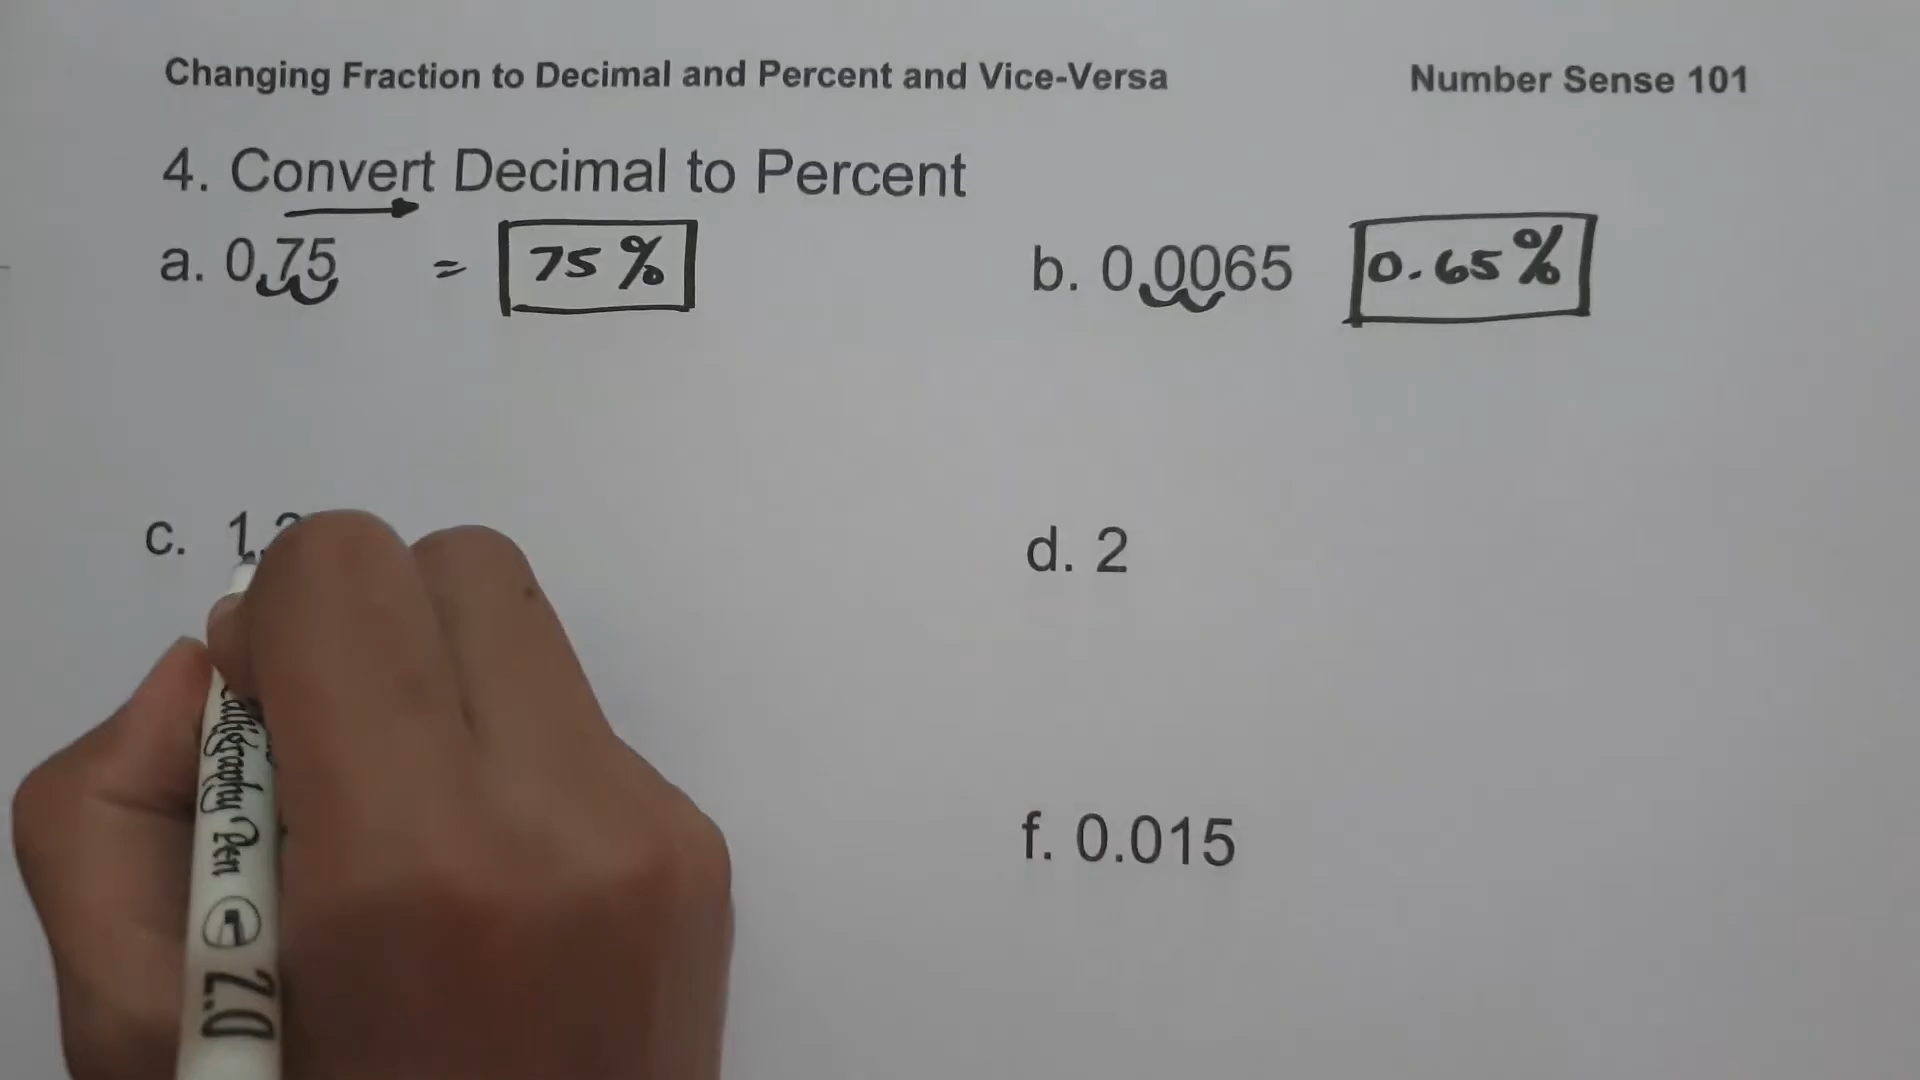 Changing Fraction to Decimal and Percent and Vice-Versa Number Sense 101
4. Convert Decimal to Percent
a. 0.75 = 75% b. 0.0065 0.65%
c. 1. d. 2
f. 0.015
Calligraphy Pen 2.0